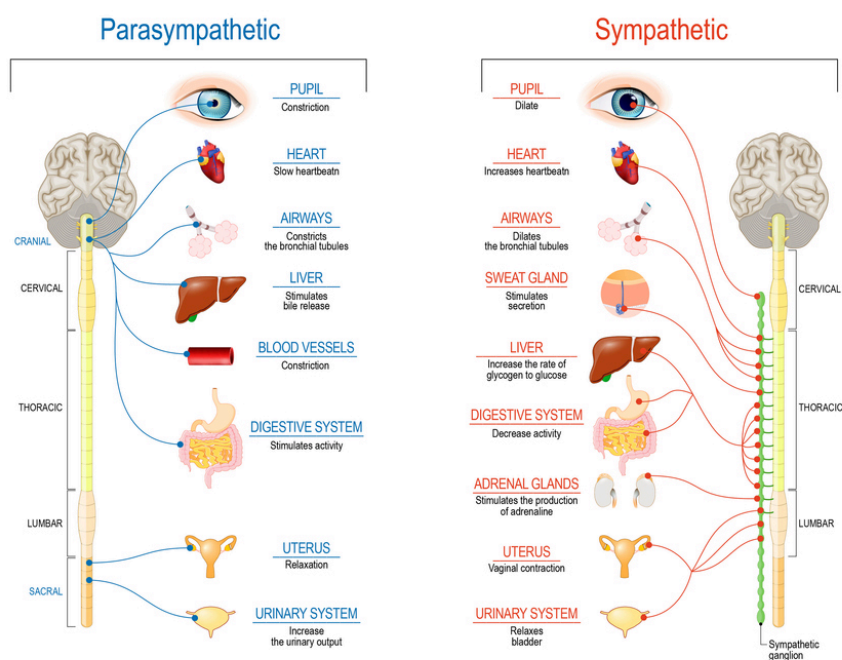 Parasympathetic
PUPIL
Constriction
HEART
Slow heartbeatn
AIRWAYS
Constricts
the bronchial tubules
LIVER
Stimulates
bile release
BLOOD VESSELS
Constriction
DIGESTIVE SYSTEM
Stimulates activity
UTERUS
Relaxation
URINARY SYSTEM
Increase
the urinary output
CRANIAL
CERVICAL
THORACIC
LUMBAR
SACRAL
Sympathetic
PUPIL
Dilate
HEART
Increases heartbeatn
AIRWAYS
Dilates
the bronchial tubules
SWEAT GLAND
Stimulates
secretion
LIVER
Increase the rate of
glycogen to glucose
DIGESTIVE SYSTEM
Decrease activity
ADRENAL GLANDS
Stimulates the production
of adrenaline
UTERUS
Vaginal contraction
URINARY SYSTEM
Relaxes
bladder
CERVICAL
THORACIC
LUMBAR
Sympathetic
ganglion